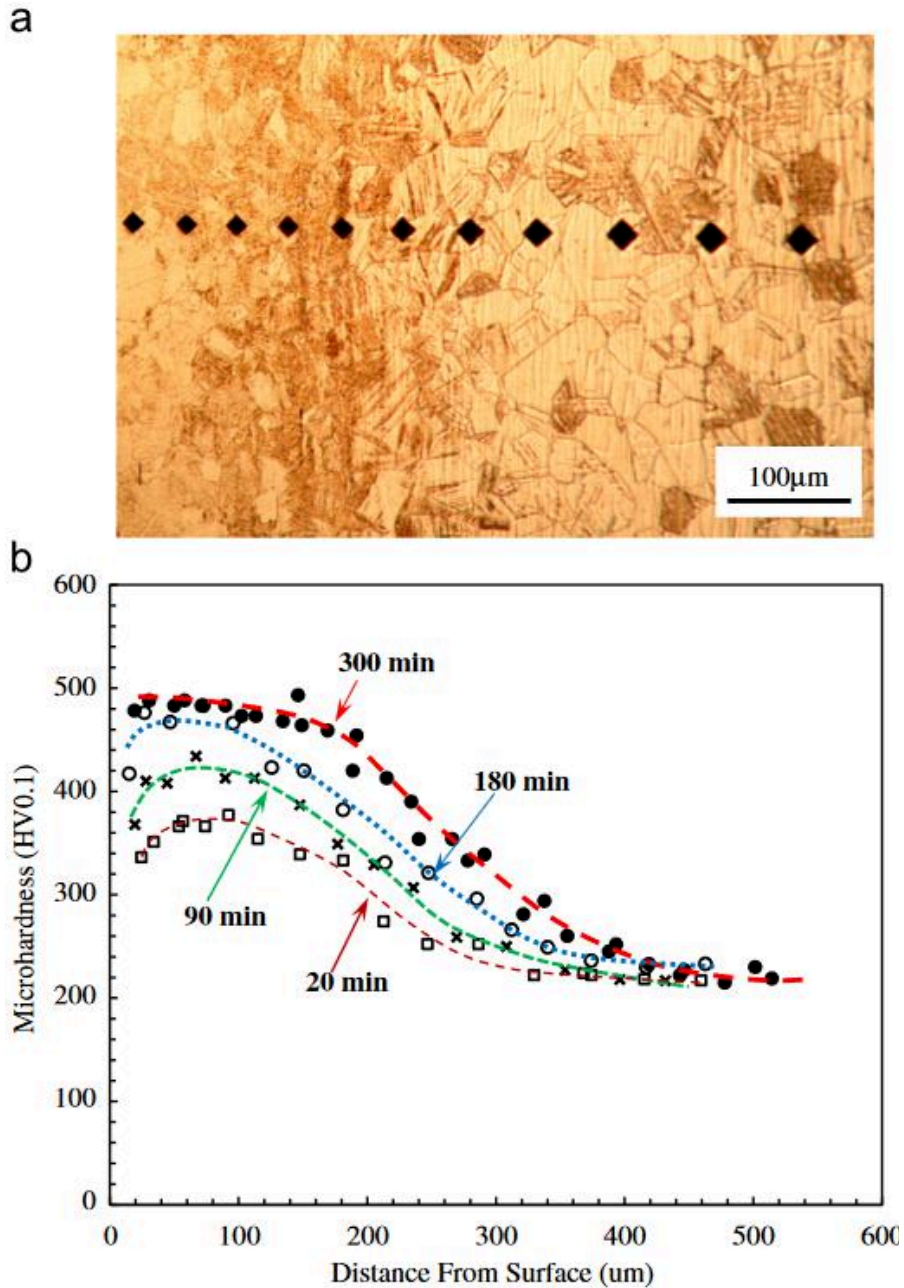 a
100μm
b
600
500
400
300
200
100
0
Microhardness (HV0.1)
300 min
180 min
90 min
20 min
0 100 200 300 400 500 600
Distance From Surface (um)